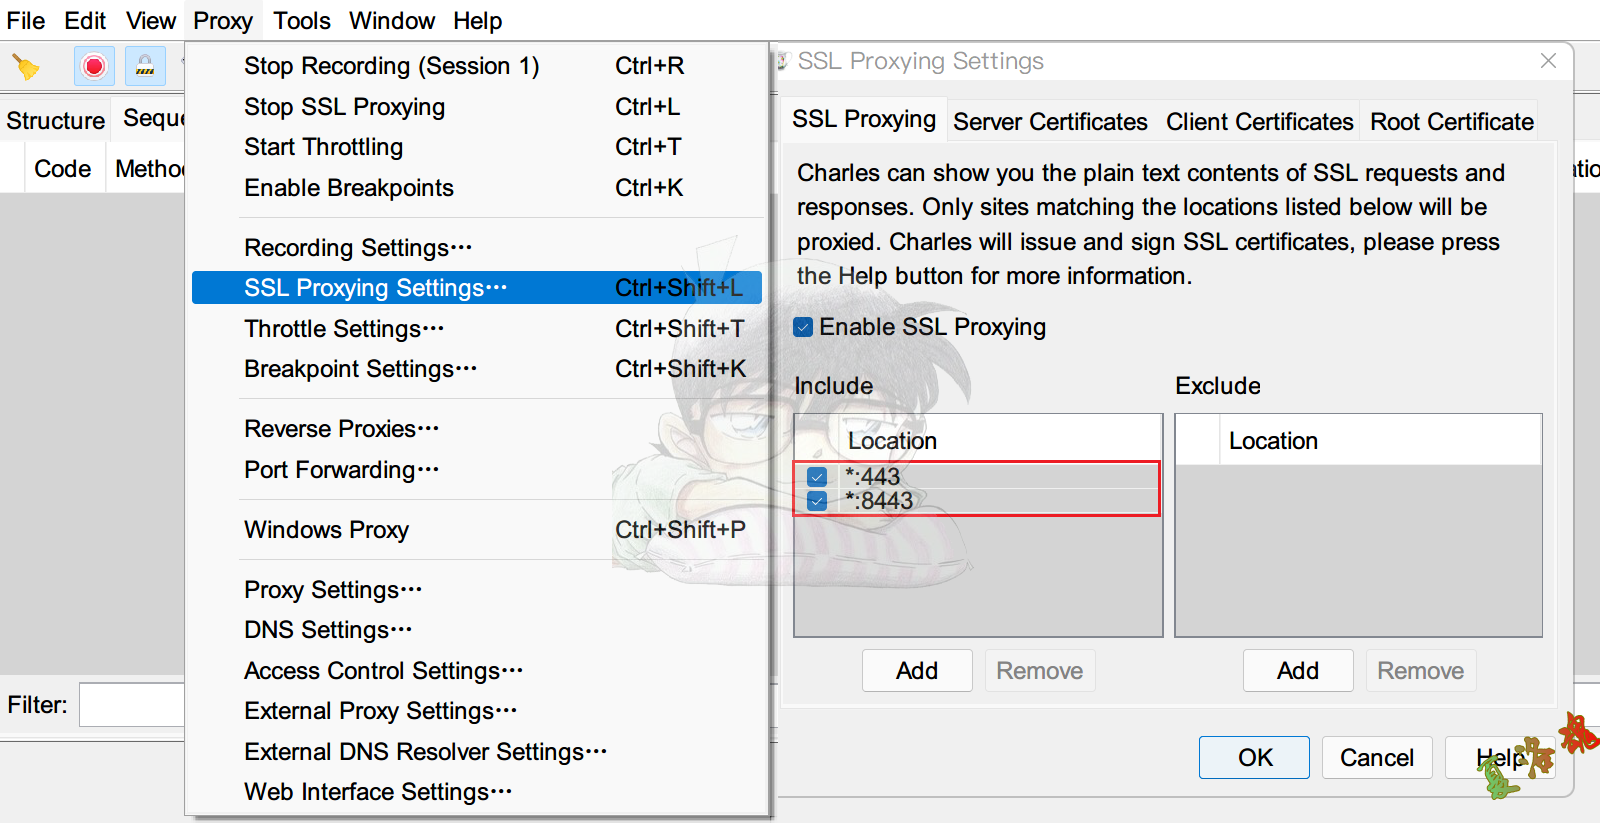 File Edit View Proxy Tools Window Help
Structure Seque
Code Metho
Stop Recording (Session 1) Ctrl+R
Stop SSL Proxying Ctrl+L
Start Throttling Ctrl+T
Enable Breakpoints Ctrl+K
Recording Settings···
SSL Proxying Settings··· Ctrl+Shift+L
Throttle Settings··· Ctrl+Shift+T
Breakpoint Settings··· Ctrl+Shift+K
Reverse Proxies···
Port Forwarding···
Windows Proxy Ctrl+Shift+P
Proxy Settings···
DNS Settings···
Access Control Settings···
External Proxy Settings···
External DNS Resolver Settings···
Web Interface Settings···
Filter:
SSL Proxying Settings
SSL Proxying Server Certificates Client Certificates Root Certificate
Charles can show you the plain text contents of SSL requests and
responses. Only sites matching the locations listed below will be
proxied. Charles will issue and sign SSL certificates, please press
the Help button for more information.
Enable SSL Proxying
Include Exclude
Location Location
*:443
*:8443
Add Remove Add Remove
OK Cancel Help